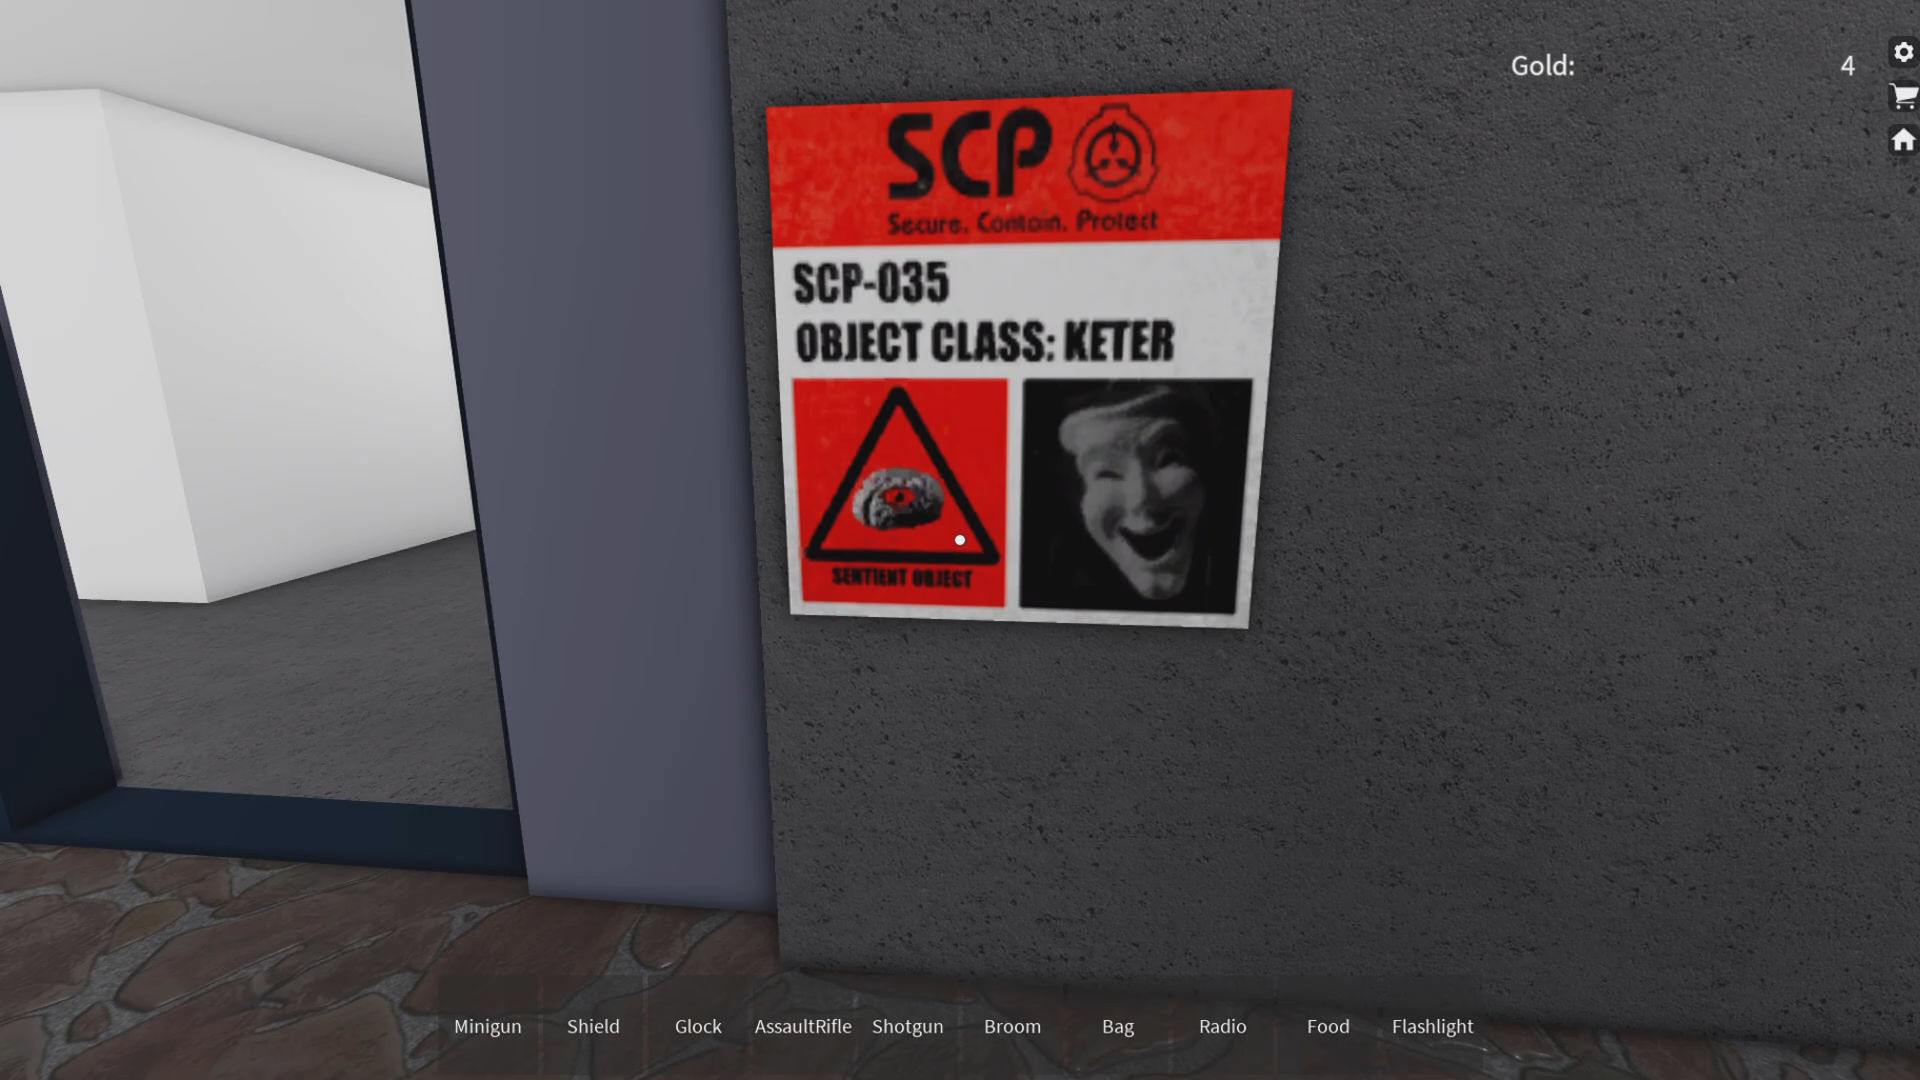 Gold: 4
SCP
Secure. Contain. Protect
SCP-035
OBJECT CLASS: KETER
SENTIENT OBJECT
Minigun Shield Glock AssaultRifle Shotgun Broom Bag Radio Food Flashlight